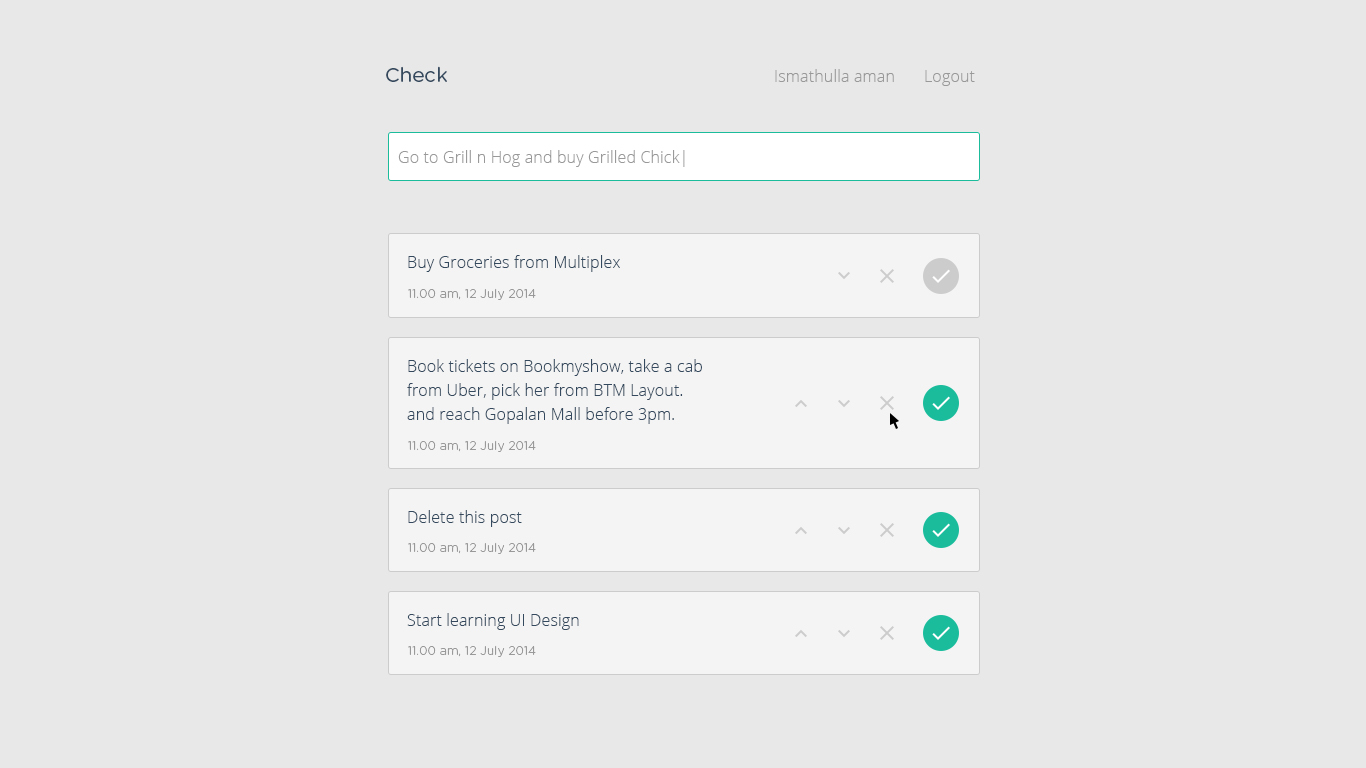 Check
Ismathulla aman
Logout
Go to Grill n Hog and buy Grilled Chick
Buy Groceries from Multiplex
11.00 am, 12 July 2014
Book tickets on Bookmyshow, take a cab
from Uber, pick her from BTM Layout.
and reach Gopalan Mall before 3pm.
11.00 am, 12 July 2014
Delete this post
11.00 am, 12 July 2014
Start learning UI Design
11.00 am, 12 July 2014